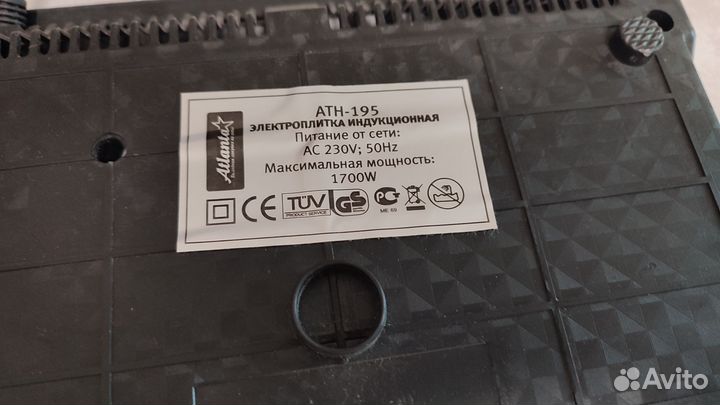 Atlanta
ATH-195
ЭЛЕКТРОПЛИТКА ИНДУКЦИОННАЯ
Питание от сети:
AC 230V; 50Hz
Максимальная мощность:
1700W
CE
TÜV
PRODUCT SERVICE
GS
РСТ
ME 69
Avito